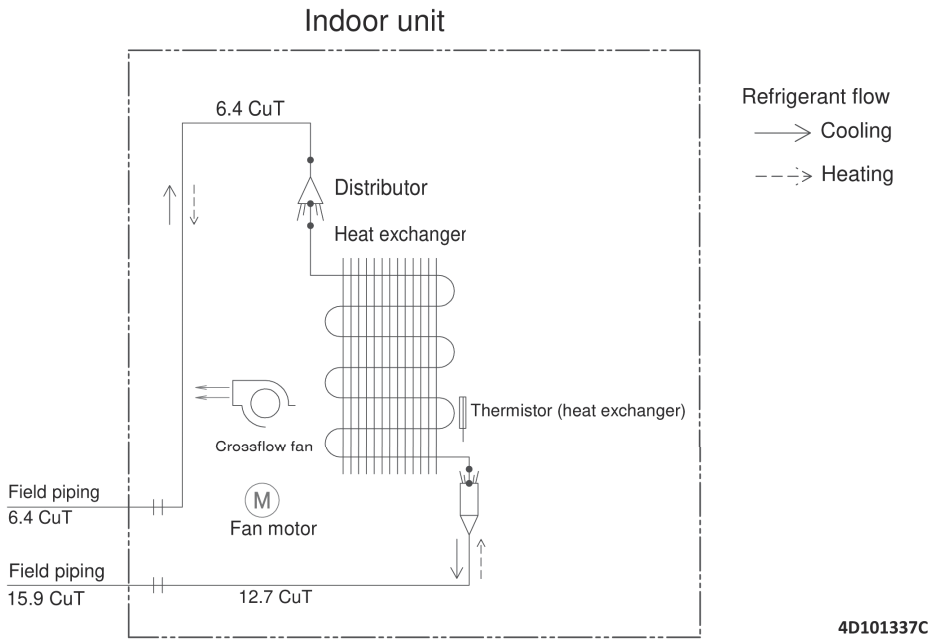 Indoor unit
6.4 CuT
Refrigerant flow
Cooling
Heating
Distributor
Heat exchanger
Thermistor (heat exchanger)
Crossflow fan
M
Fan motor
Field piping
6.4 CuT
Field piping
15.9 CuT
12.7 CuT
4D101337C